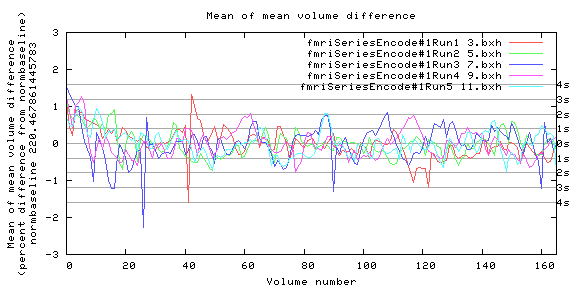 Mean of mean volume difference
fmriSeriesEncode#1Run1 3.bxh
fmriSeriesEncode#1Run2 5.bxh
fmriSeriesEncode#1Run3 7.bxh
fmriSeriesEncode#1Run4 9.bxh
fmriSeriesEncode#1Run5 11.bxh
Mean of mean volume difference
(percent difference from normbaseline)
normbaseline 220.467861445783
3
2
1
0
-1
-2
-3
4s
3s
2s
1s
0
1s
2s
3s
4s
0 20 40 60 80 100 120 140 160
Volume number